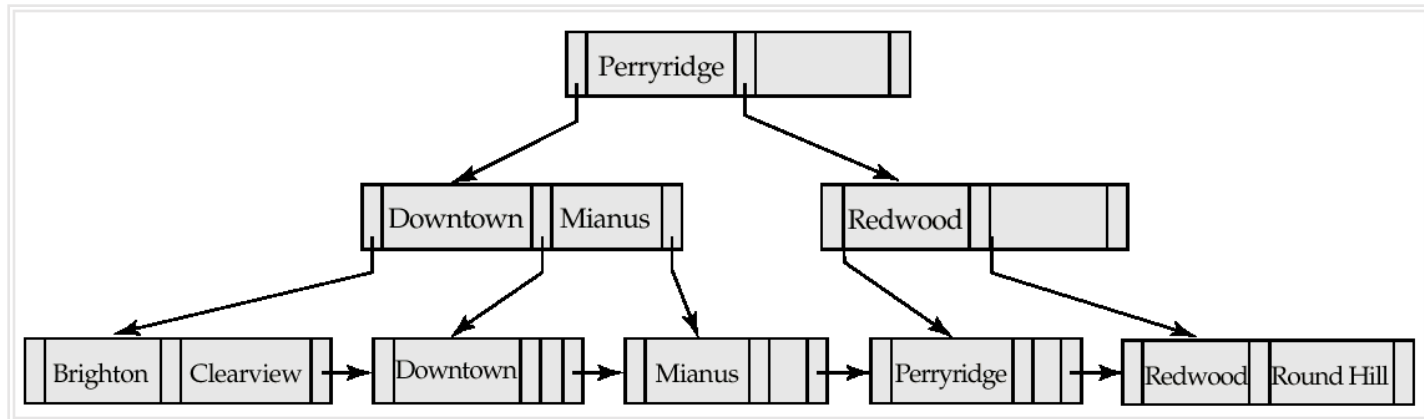 Perryridge
Downtown Mianus Redwood
Brighton Clearview Downtown Mianus Perryridge Redwood Round Hill